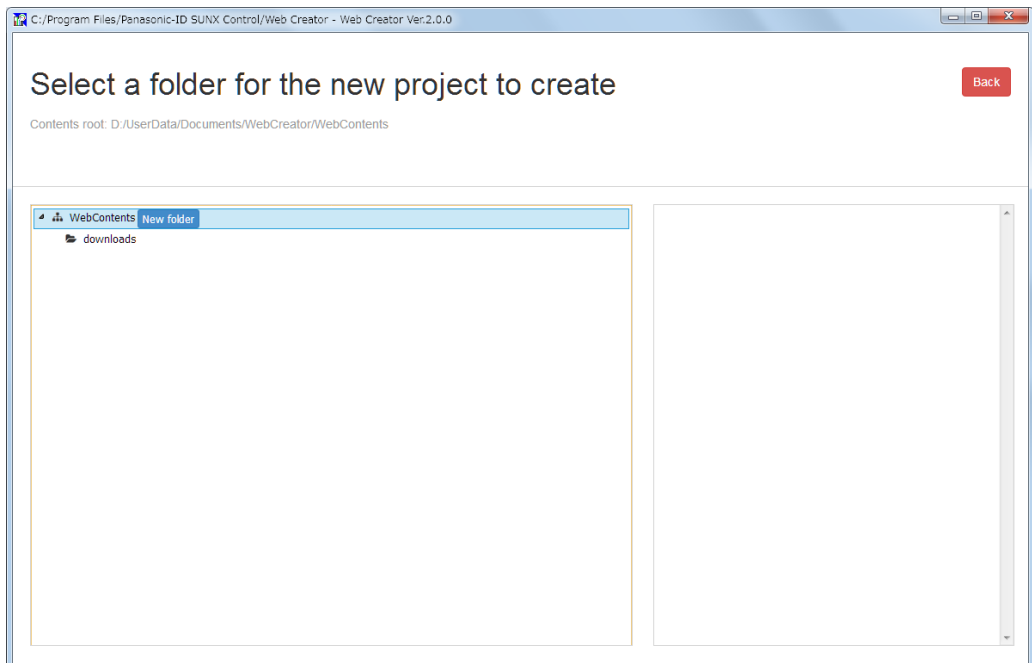 C:/Program Files/Panasonic-ID SUNX Control/Web Creator - Web Creator Ver.2.0.0
Select a folder for the new project to create
Back
Contents root: D:/UserData/Documents/WebCreator/WebContents
WebContents New folder
downloads